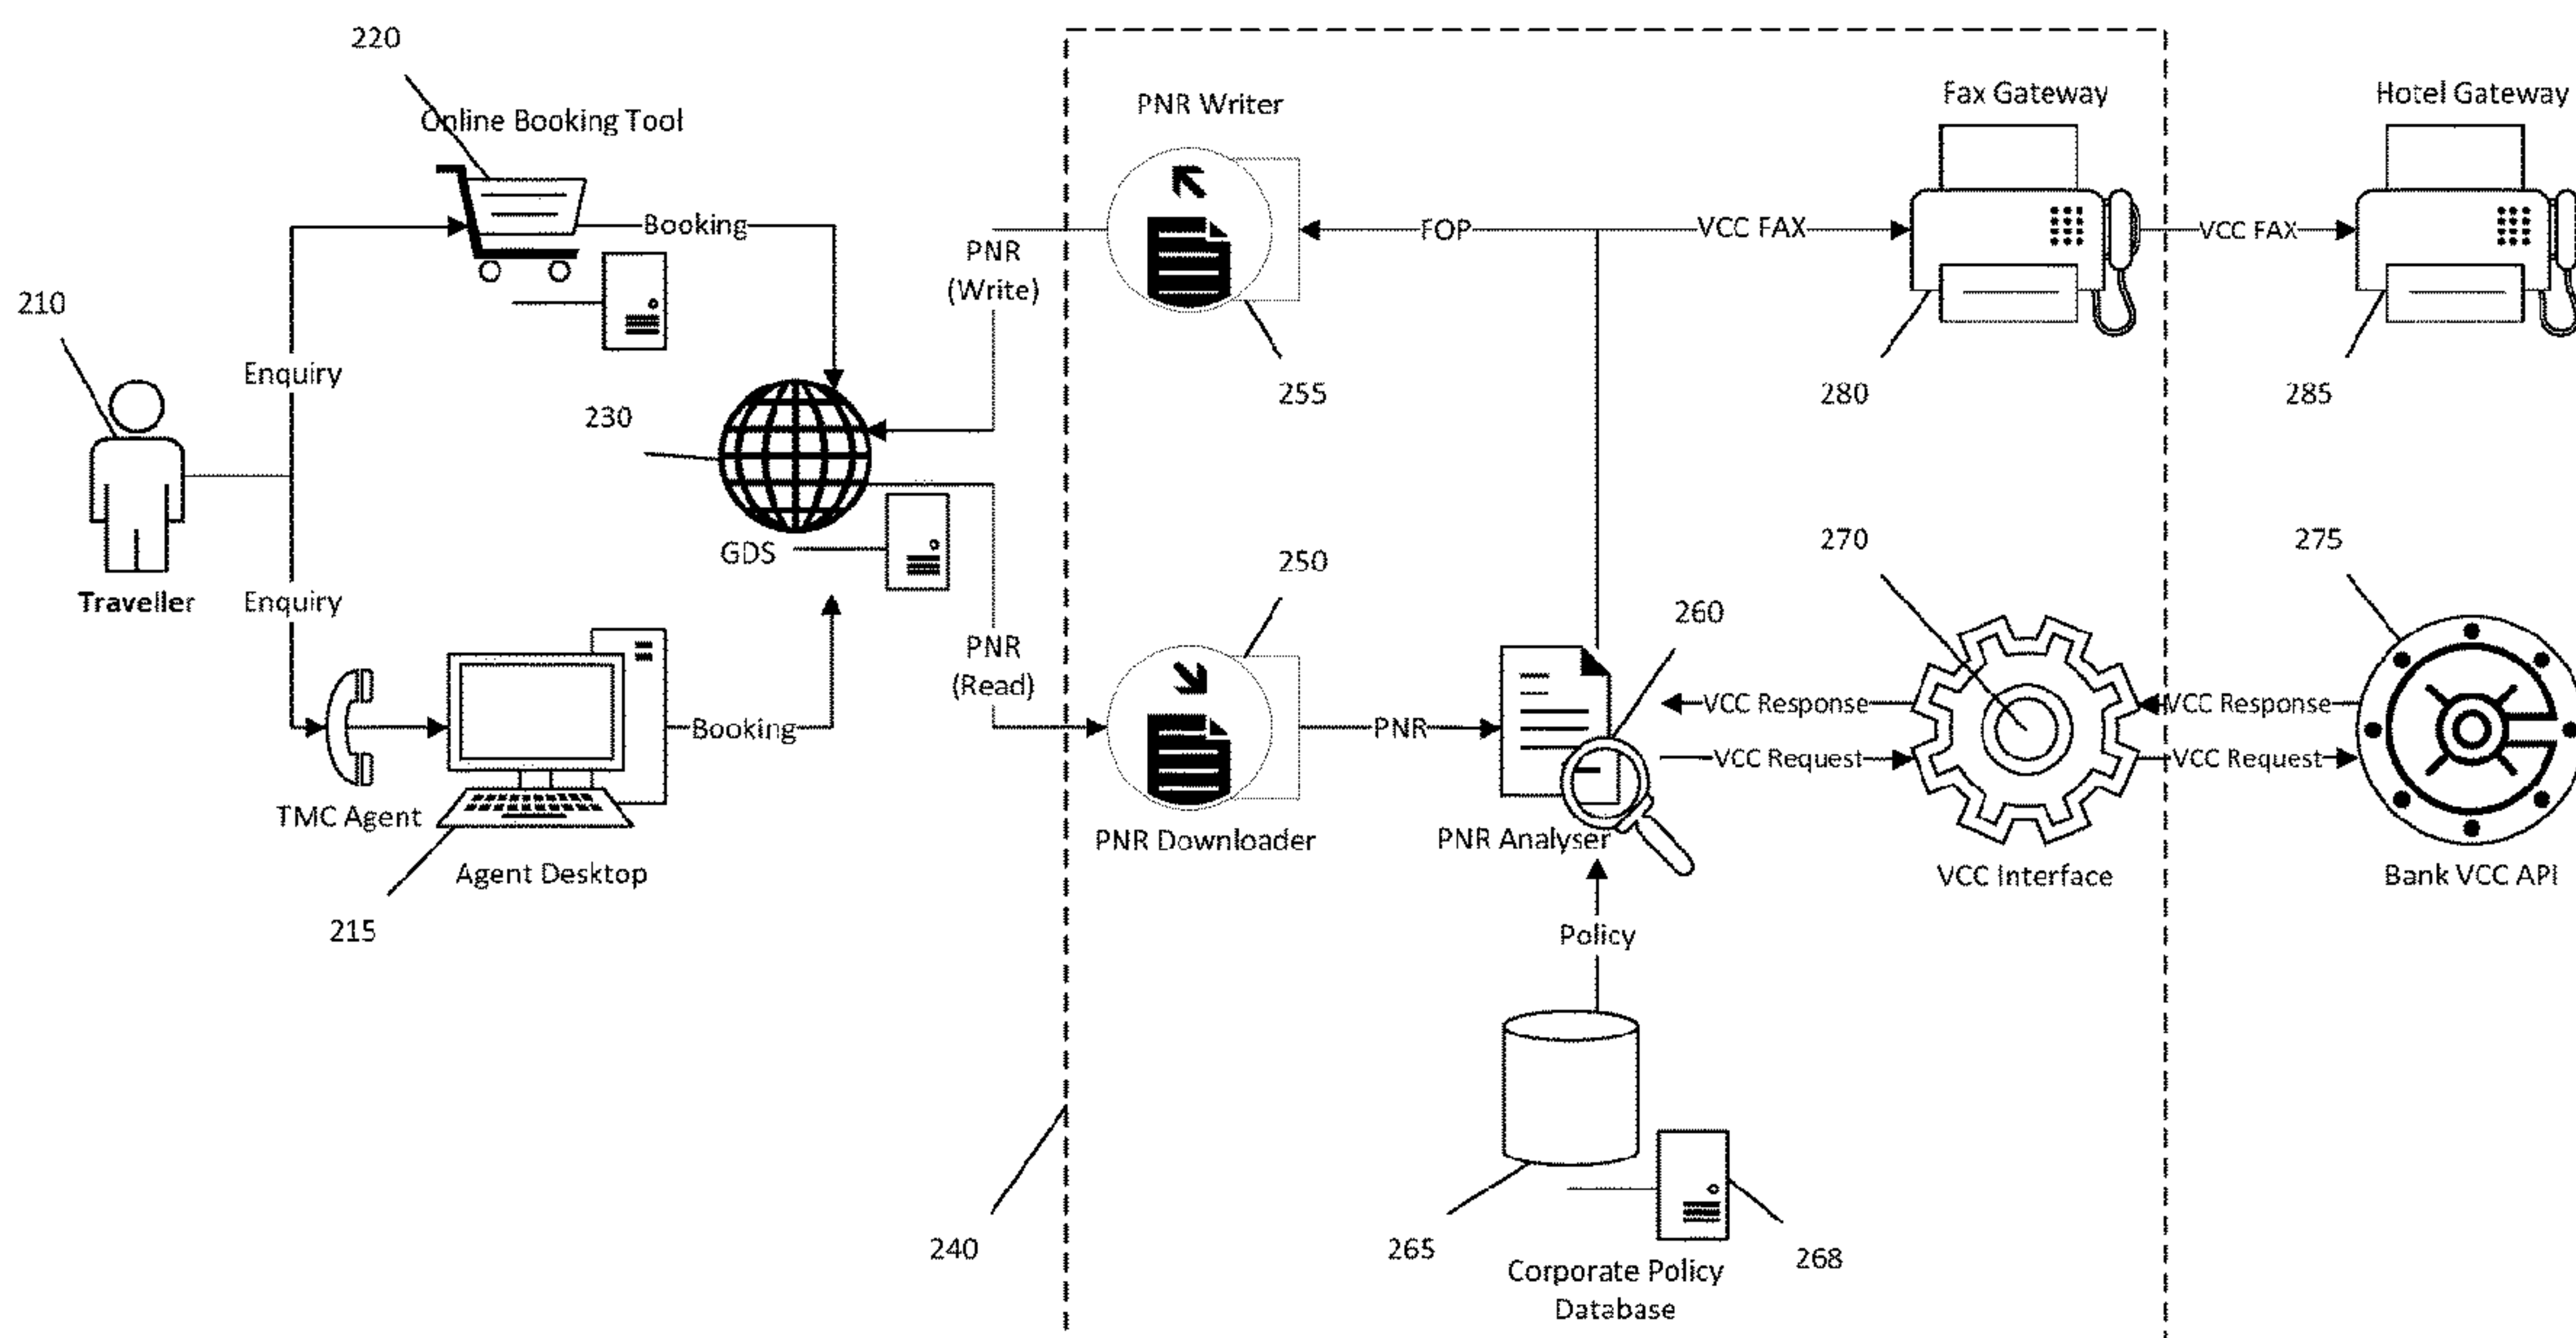 220
Online Booking Tool
PNR Writer
Fax Gateway
Hotel Gateway
Booking
PNR
(Write)
FOP
VCC FAX
VCC FAX
210
Enquiry
230
255
280
285
GDS
250
270
275
Traveller
Enquiry
260
PNR
(Read)
VCC Response
VCC Response
Booking
PNR
VCC Request
VCC Request
TMC Agent
PNR Downloader
PNR Analyser
Agent Desktop
VCC Interface
Bank VCC API
215
Policy
240
265
268
Corporate Policy
Database